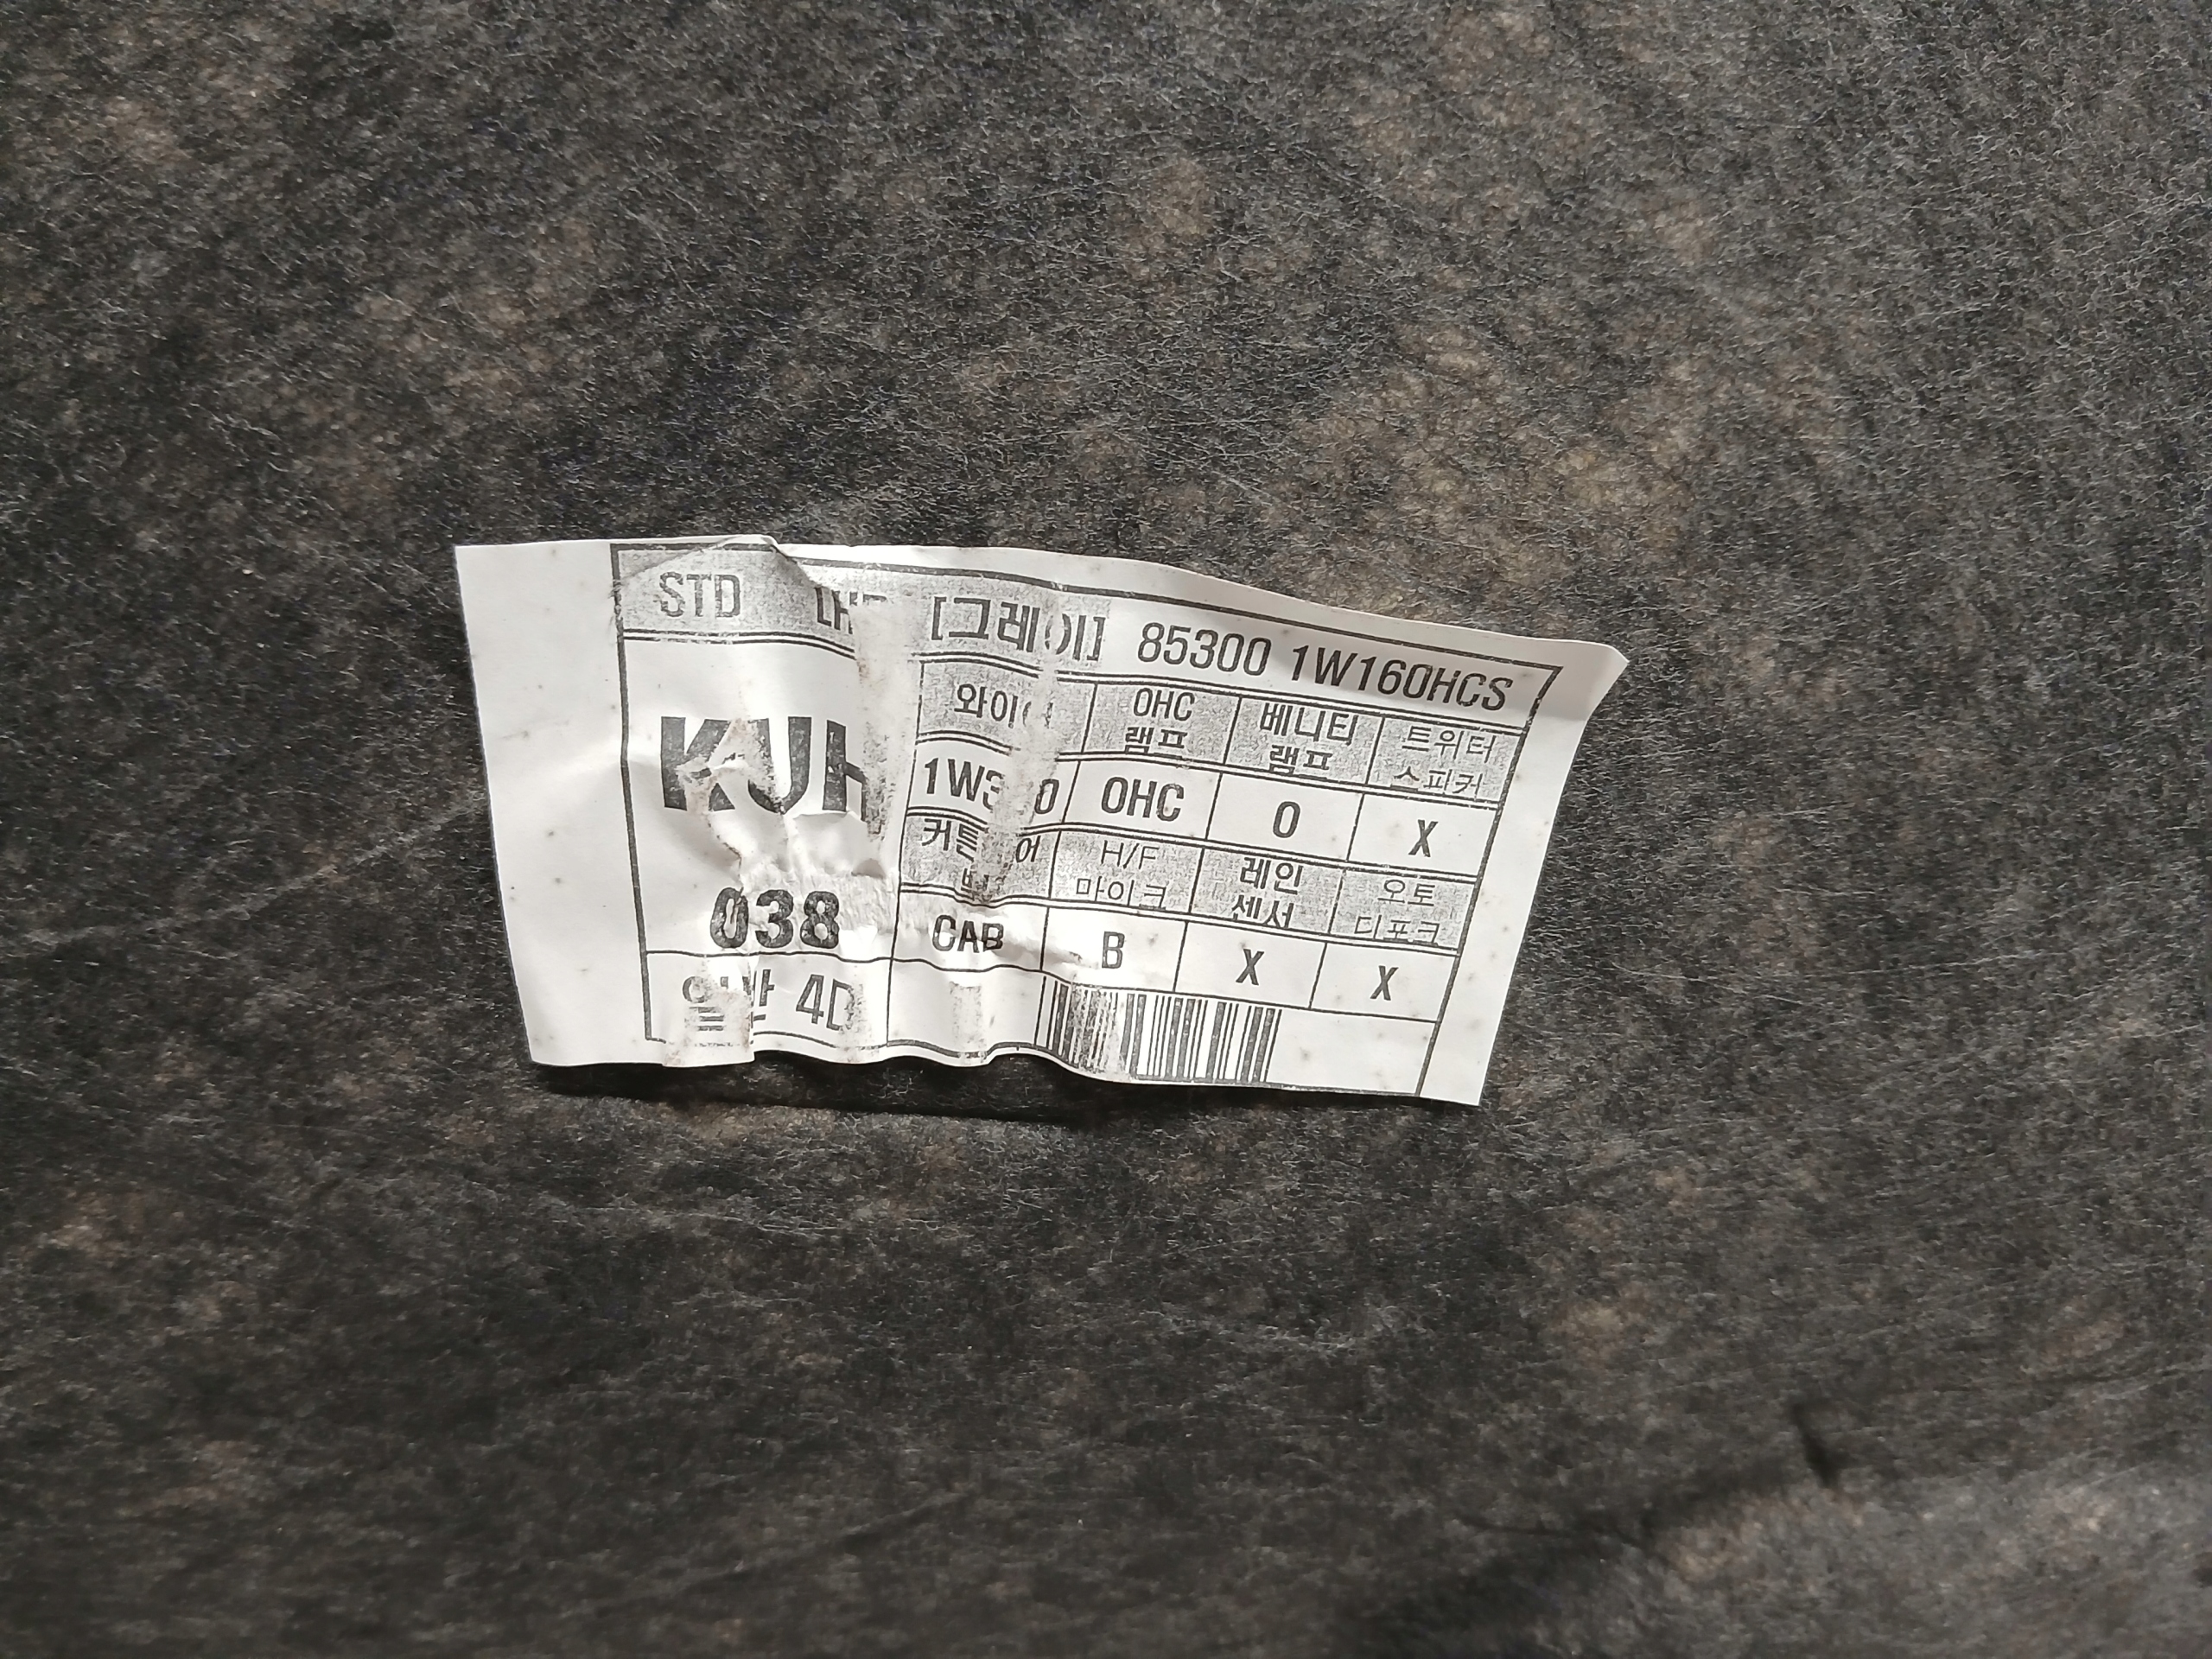 STD [그레이] 85300 1W160HCS
OHC 베니티 트위터
램프 램프 스피커
KUH OHC O X
H/F 레인 오토
마이크 센서 디포그
038 CAB B X X
4D